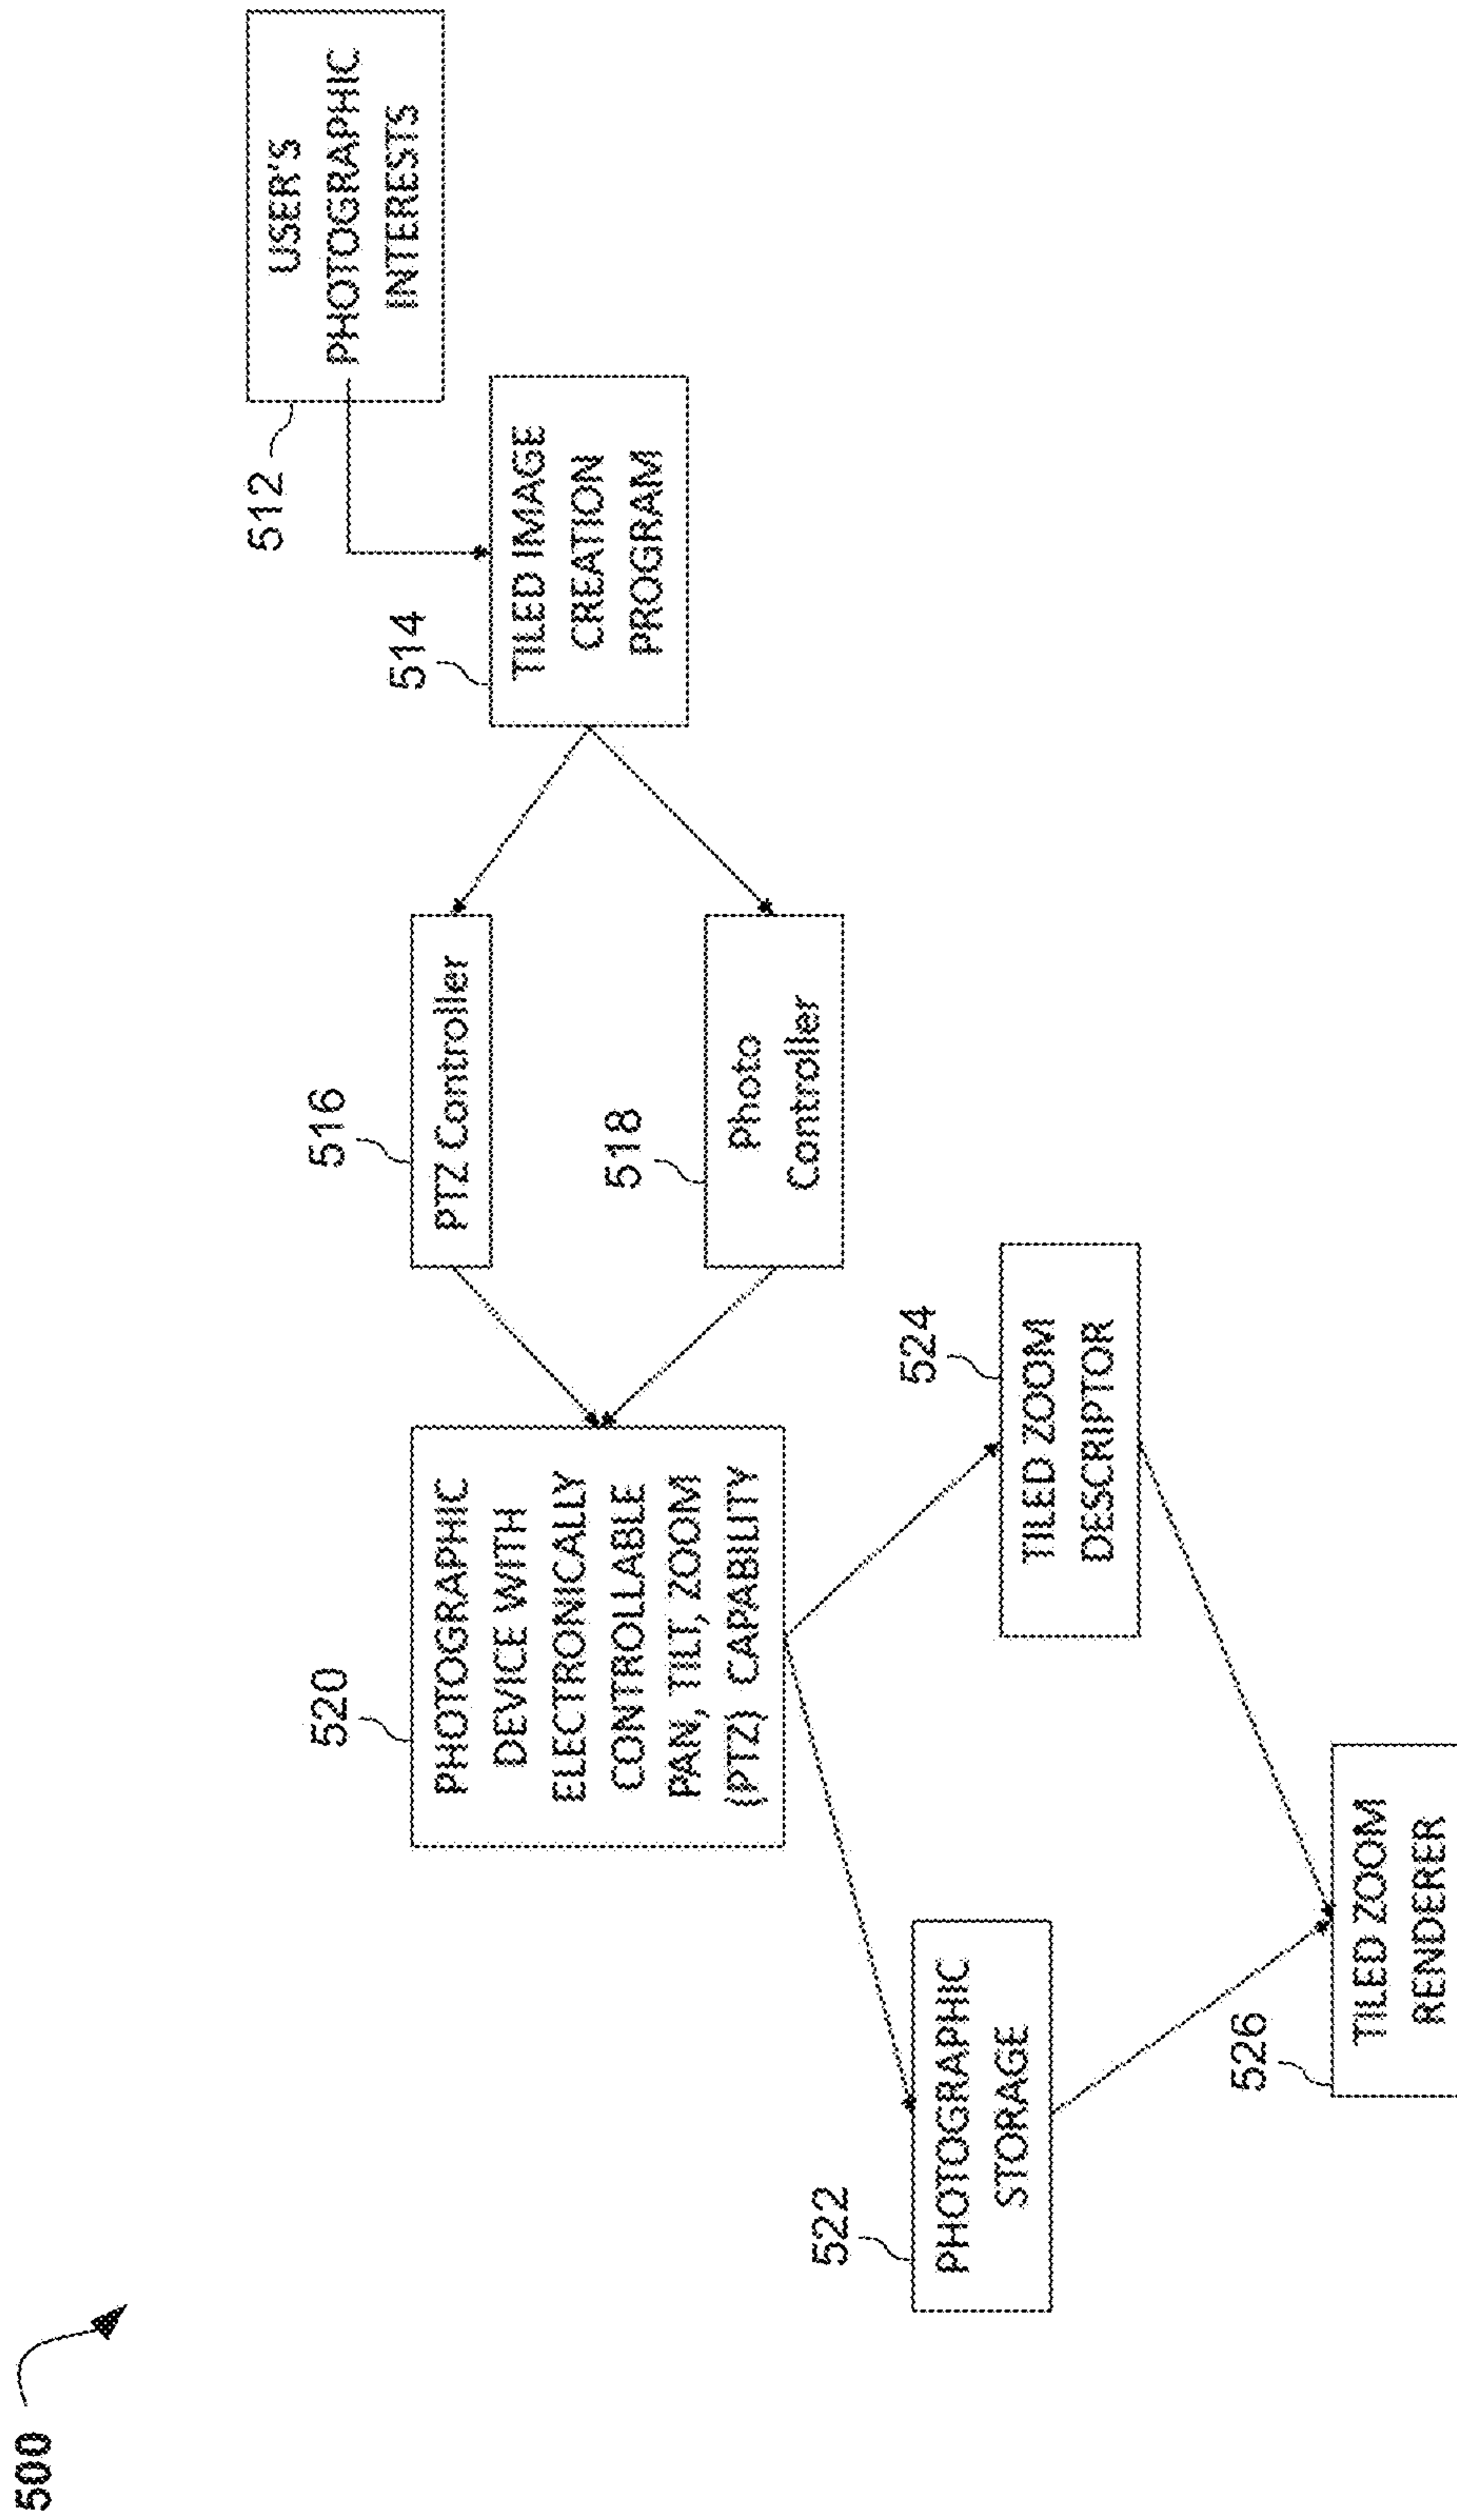 500
512
USER'S
PHOTOGRAPHIC
INTERESTS
514
TILED IMAGE
CREATION
PROGRAM
516
PTZ Controller
518
Photo
Controller
520
PHOTOGRAPHIC
DEVICE WITH
ELECTRONICALLY
CONTROLLABLE
PAN, TILT, ZOOM
(PTZ) CAPABILITY
522
PHOTOGRAPHIC
STORAGE
524
TILED ZOOM
DESCRIPTOR
526
TILED ZOOM
RENDERER